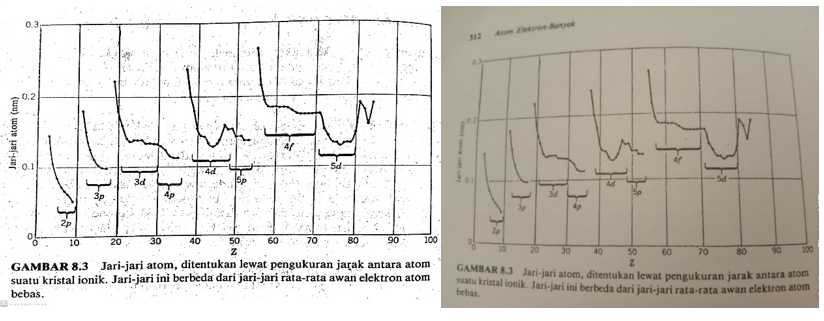 0.3
0.2
0.1
0
Jari-jari atom (nm)
2p
3p
3d
4p
4d
5p
4f
5d
0 10 20 30 40 50 60 70 80 90 100
Z
GAMBAR 8.3 Jari-jari atom, ditentukan lewat pengukuran jarak antara atom
suatu kristal ionik. Jari-jari ini berbeda dari jari-jari rata-rata awan elektron atom
bebas.
312 Atom Elektron-Banyak
0.3
0.2
0.1
0
Jari-jari atom (nm)
2p
3p
3d
4p
4d
5p
4f
5d
10 20 30 40 50 60 70 80 90 100
Z
GAMBAR 8.3 Jari-jari atom, ditentukan lewat pengukuran jarak antara atom
suatu kristal ionik. Jari-jari ini berbeda dari jari-jari rata-rata awan elektron atom
bebas.